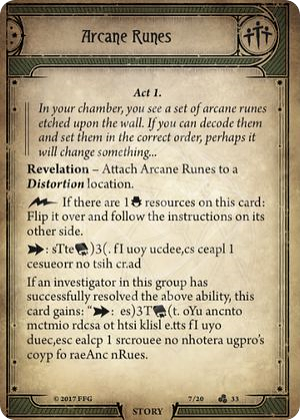 Arcane Runes
Act 1.
In your chamber, you see a set of arcane runes
etched upon the wall. If you can decode them
and set them in the correct order, perhaps it
will change something...
Revelation – Attach Arcane Runes to a
Distortion location.
If there are 1 resources on this card:
Flip it over and follow the instructions on its
other side.
: sTte )3(. f1 uoy ucdee,cs ceapl 1
cesueorr no tsih cr.ad
If an investigator in this group has
successfully resolved the above ability, this
card gains: “ : es)3T (t. oYu ancnto
mctmio rdcsa ot htsi klisl e.tts f1 uyo
duec,esc ealcp 1 srcrouee no nhotera ugpro's
coyp fo raeAnc nRues.
© 2017 FFG
7/20
33
STORY